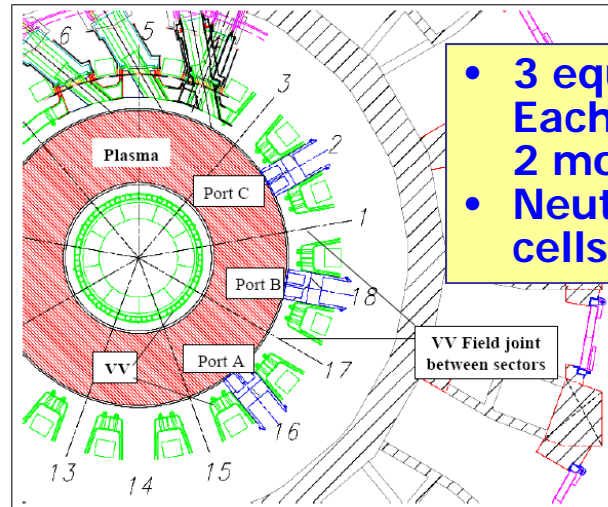 6
5
3
2
1
18
17
16
15
14
13
Plasma
Port C
Port B
Port A
VV
VV Field joint
between sectors
• 3 equ
Each
2 mo
• Neut
cells